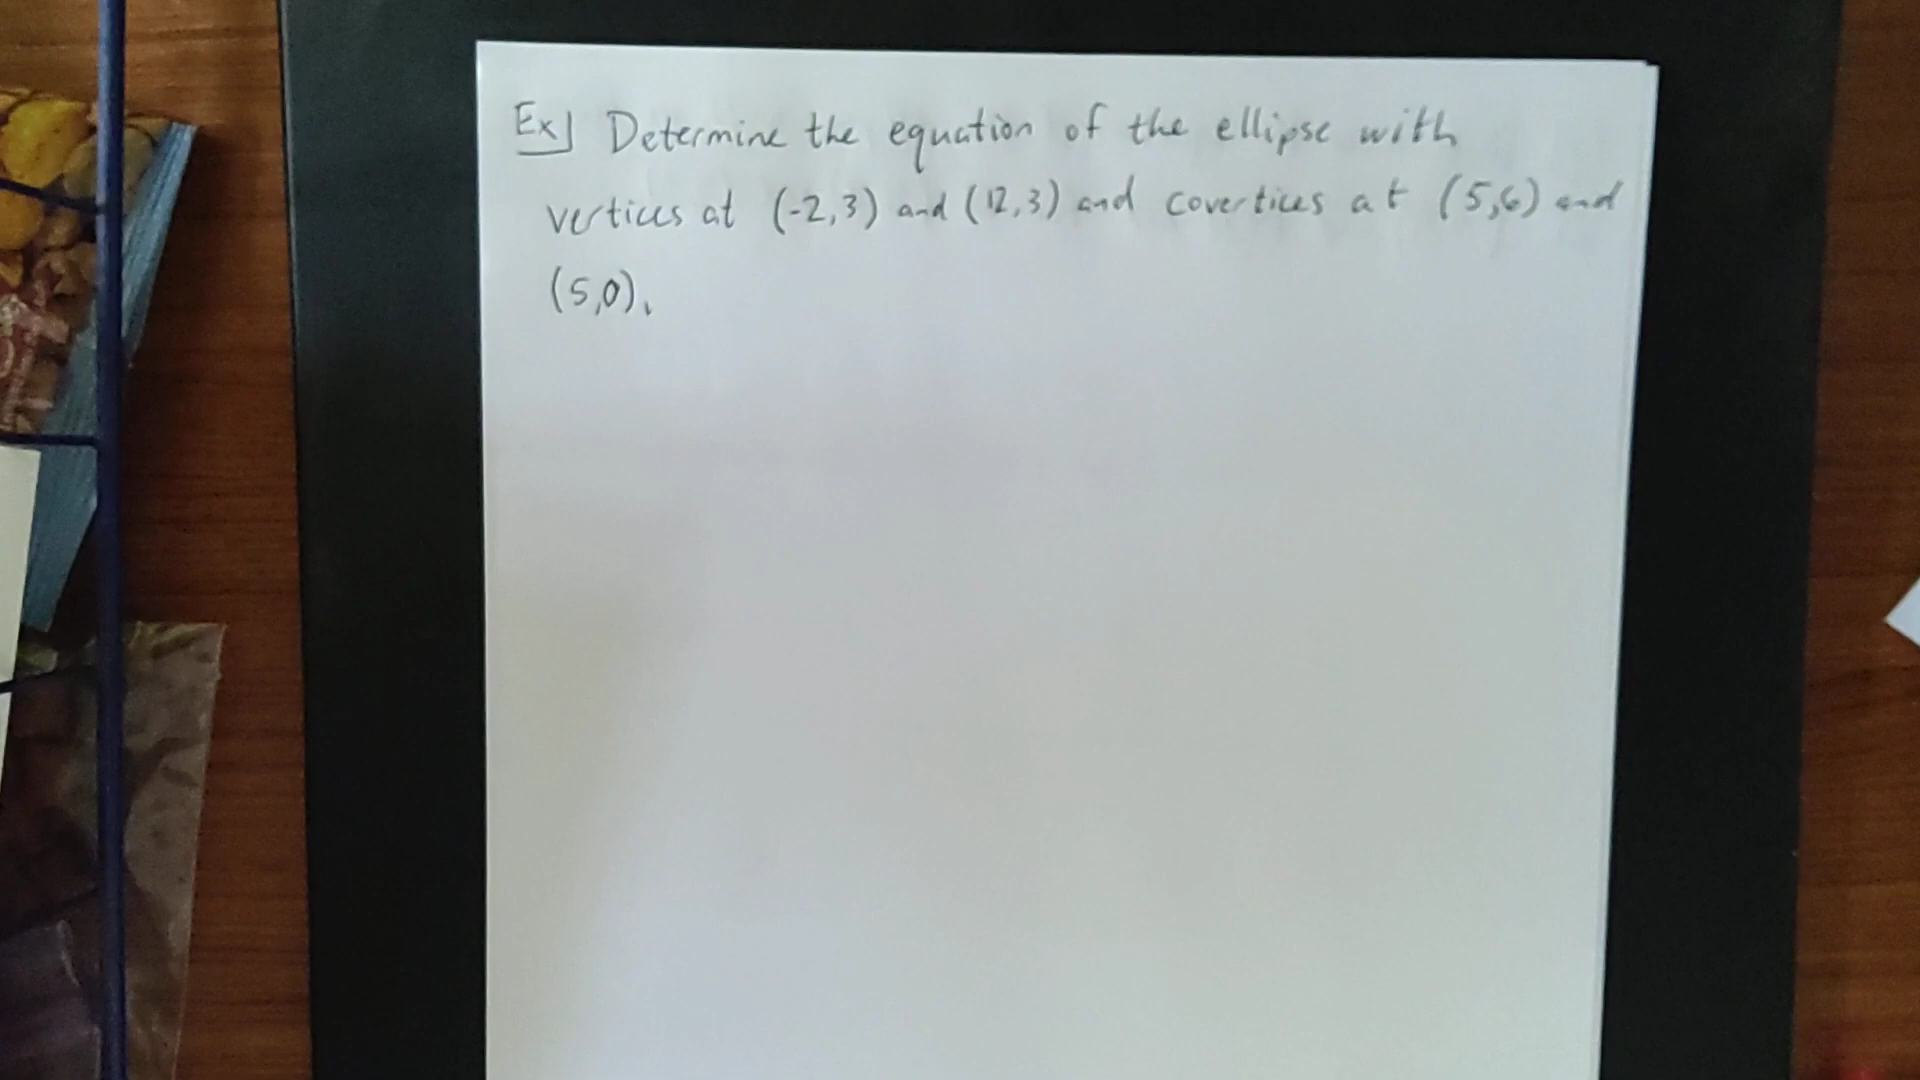 Ex] Determine the equation of the ellipse with
vertices at (-2,3) and (12,3) and covertices at (5,6) and
(5,0).